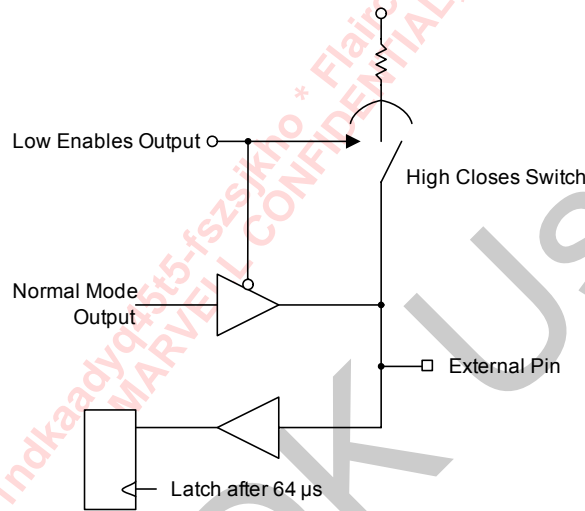 Low Enables Output
High Closes Switch
Normal Mode
Output
External Pin
Latch after 64 µs
MARVELL CONFIDENTIAL